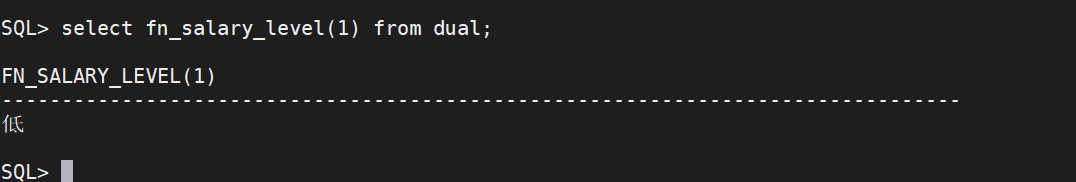 SQL> select fn_salary_level(1) from dual;
FN_SALARY_LEVEL(1)
--------------------------------------------------------------------------------
低
SQL>